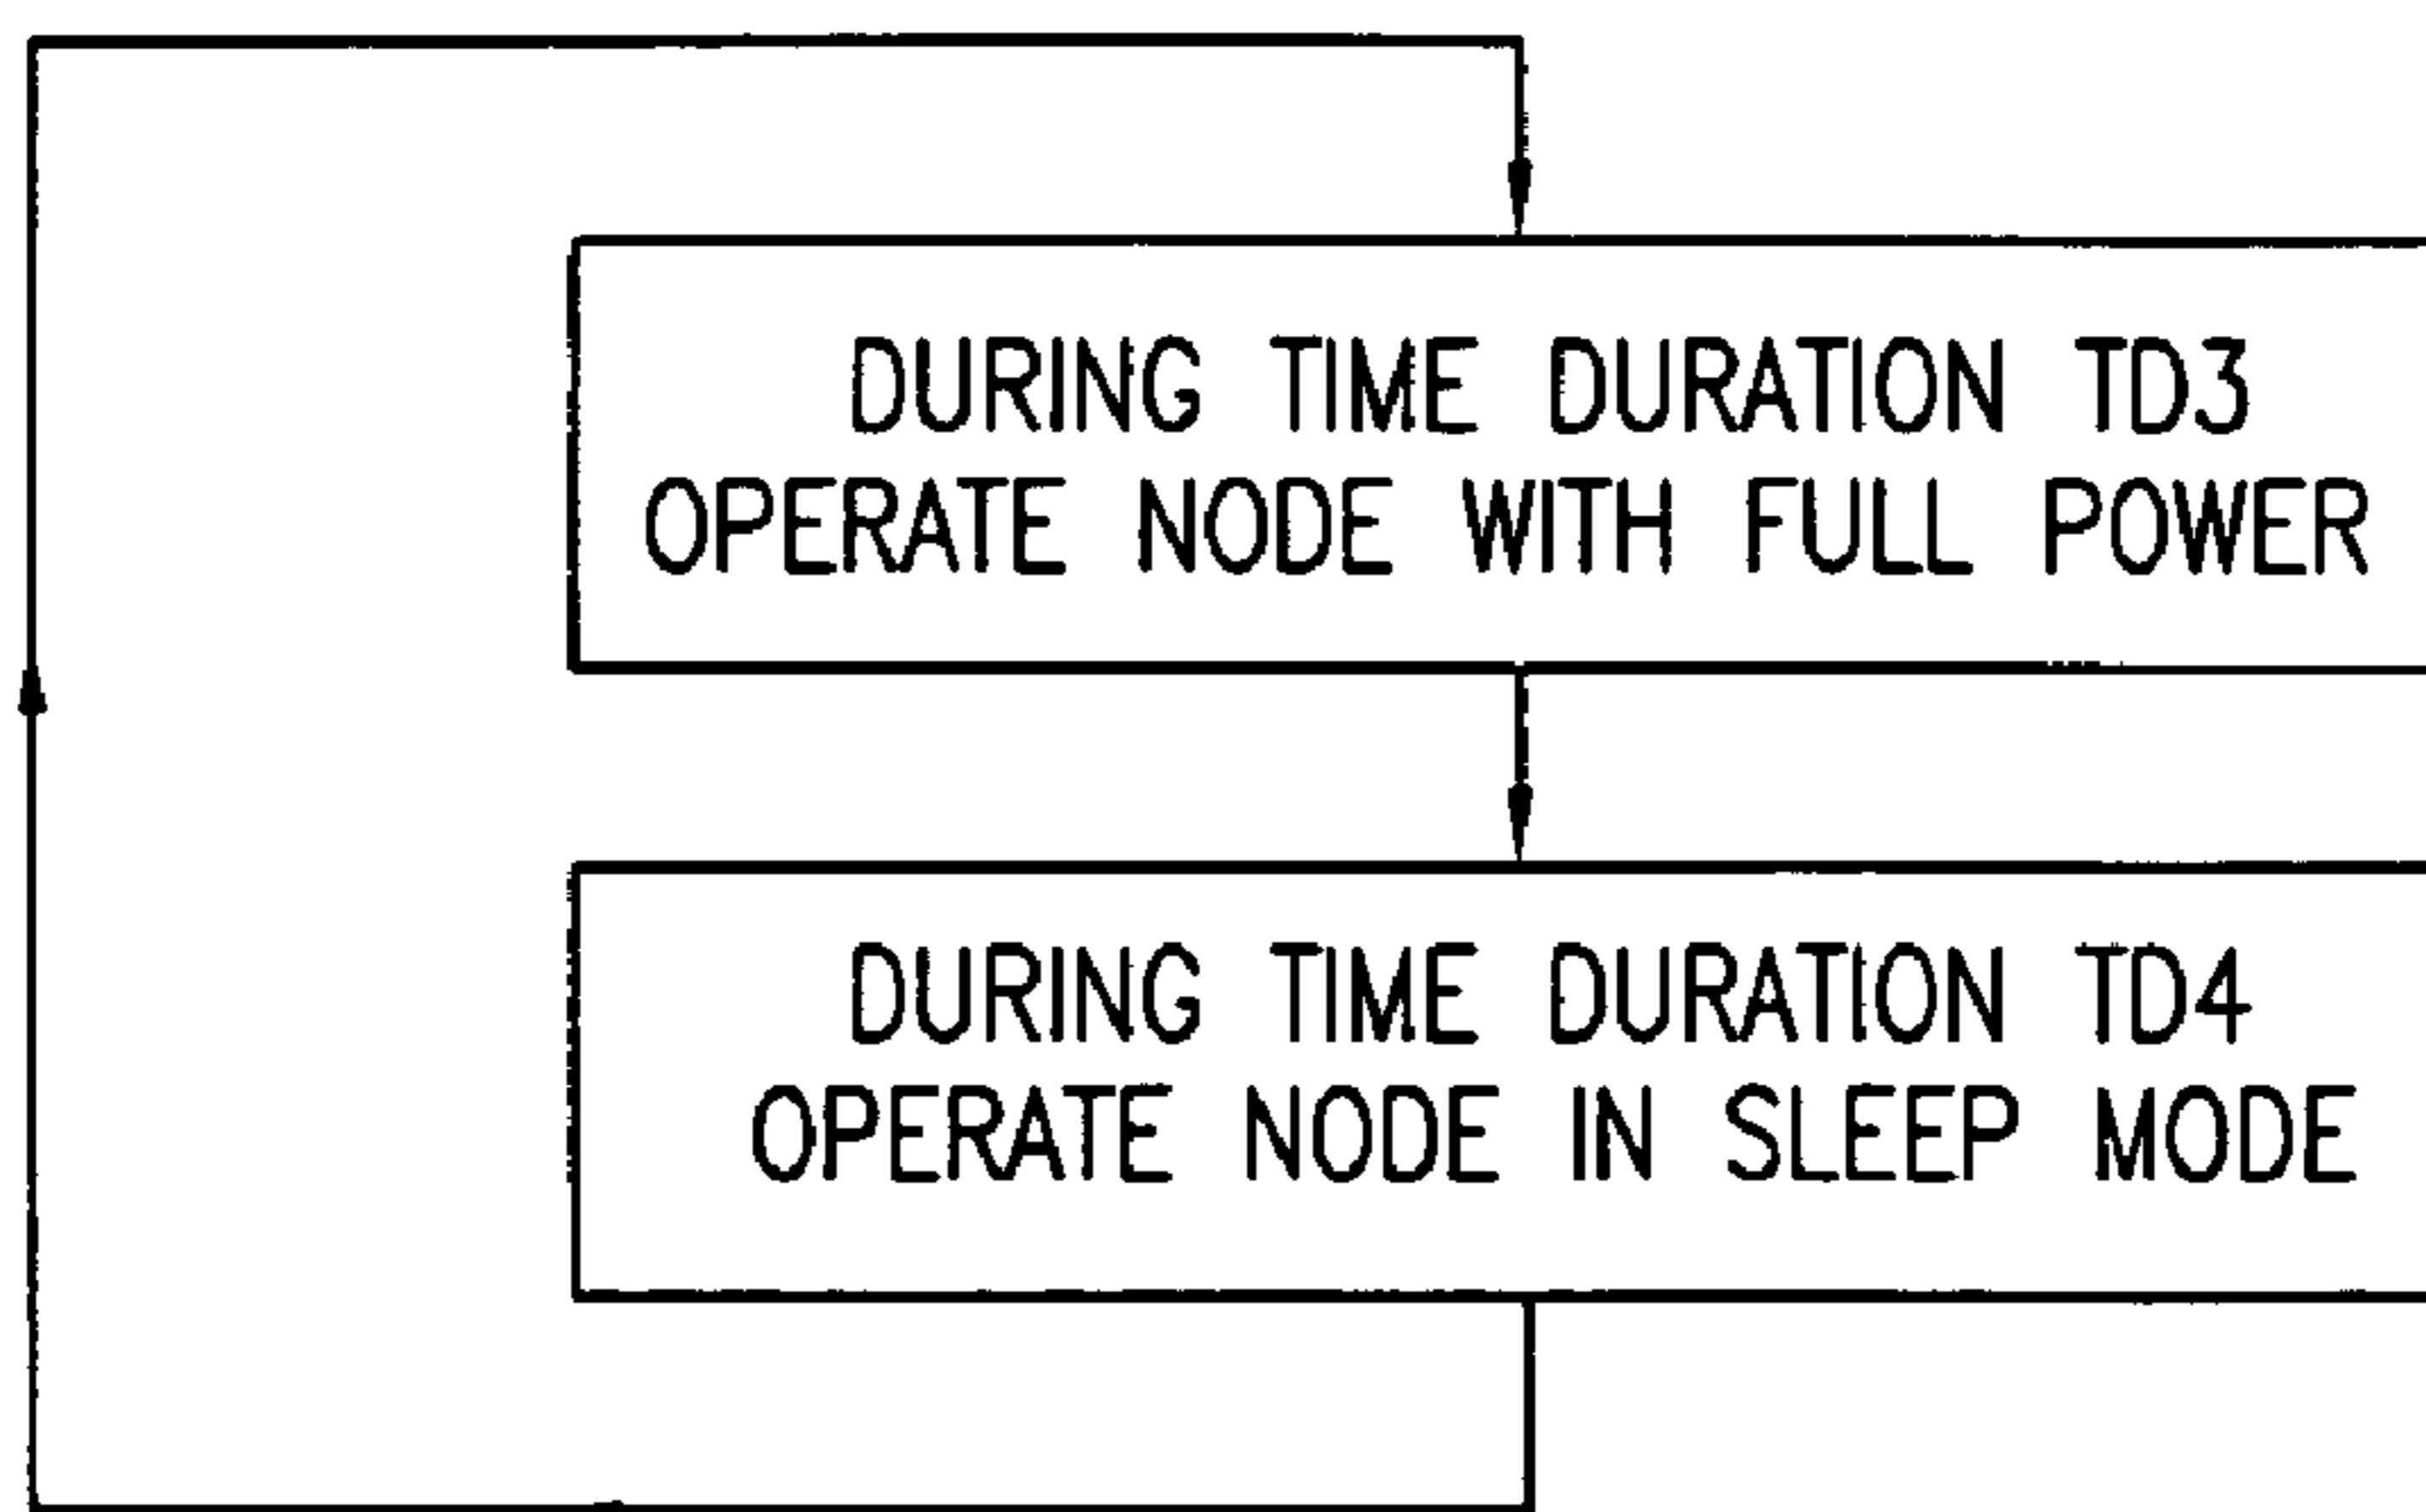 DURING TIME DURATION TD3
OPERATE NODE WITH FULL POWER
DURING TIME DURATION TD4
OPERATE NODE IN SLEEP MODE